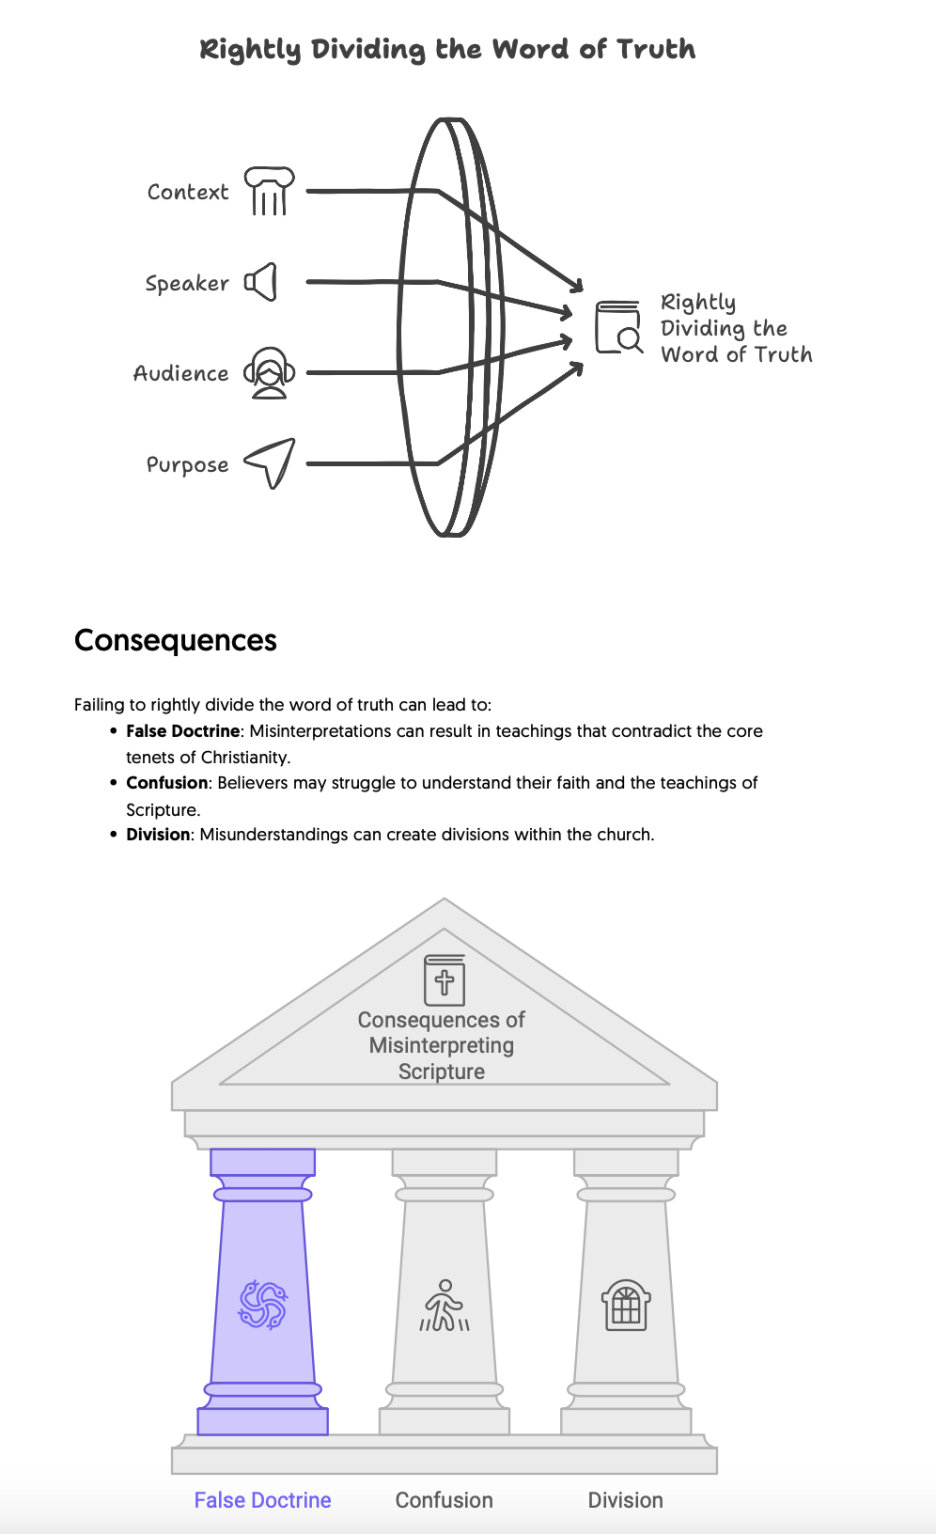 Rightly Dividing the Word of Truth
Context
Speaker
Audience
Purpose
Rightly
Dividing the
Word of Truth
Consequences
Failing to rightly divide the word of truth can lead to:
• False Doctrine: Misinterpretations can result in teachings that contradict the core
tenets of Christianity.
• Confusion: Believers may struggle to understand their faith and the teachings of
Scripture.
• Division: Misunderstandings can create divisions within the church.
Consequences of
Misinterpreting
Scripture
False Doctrine
Confusion
Division